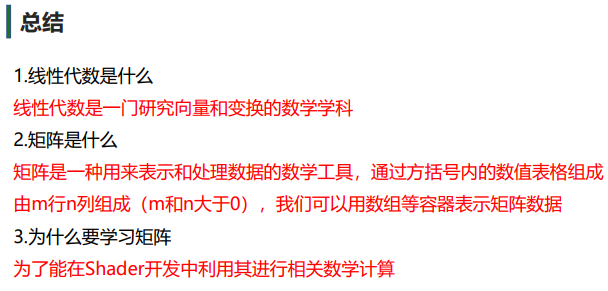 总结
1.线性代数是什么
线性代数是一门研究向量和变换的数学学科
2.矩阵是什么
矩阵是一种用来表示和处理数据的数学工具，通过方括号内的数值表格组成
由m行n列组成（m和n大于0），我们可以用数组等容器表示矩阵数据
3.为什么要学习矩阵
为了能在Shader开发中利用其进行相关数学计算